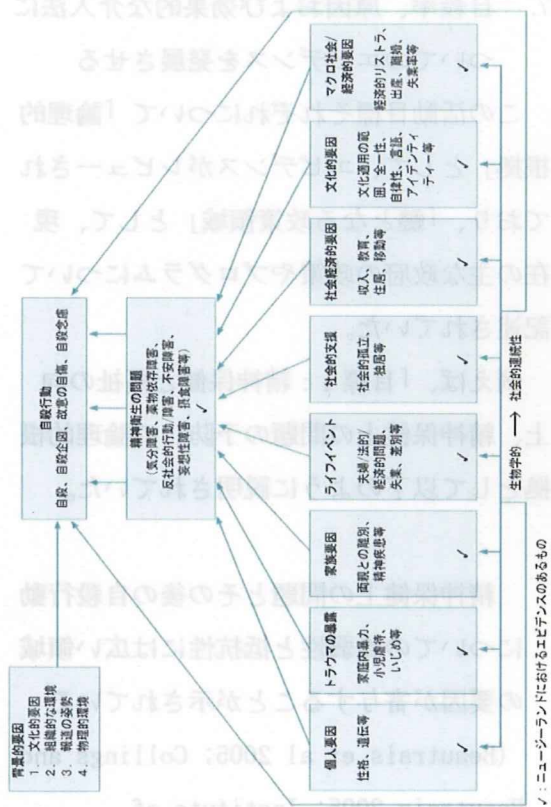 背景的要因
1. 文化的要因
2. 組織的な環境
3. 報道の姿勢
4. 物理的環境
自殺行動
自殺、自殺企図、故意の自傷、自殺念慮
精神衛生の問題
(気分障害、薬物依存障害、
反社会的行動/障害、不安障害、
妄想性障害、摂食障害等)
✓
個人要因
性格、遺伝等
✓
トラウマの暴露
家庭内暴力、
小児虐待、
いじめ等
✓
家族要因
両親との離別、
精神疾患等
✓
ライフイベント
夫婦/法的/
経済的問題、
失業、差別等
✓
社会的支援
社会的孤立、
独居等
✓
社会経済的要因
収入、教育、
住居、移動等
✓
文化的要因
文化適用の範
囲、全一性、
自律性、言語、
アイデンティ
ティー等
✓
マクロ社会/
経済的要因
経済的リストラ、
出産、離婚、
失業率等
✓
生物学的 → 社会的連続性
✓:ニュージーランドにおけるエビデンスのあるもの